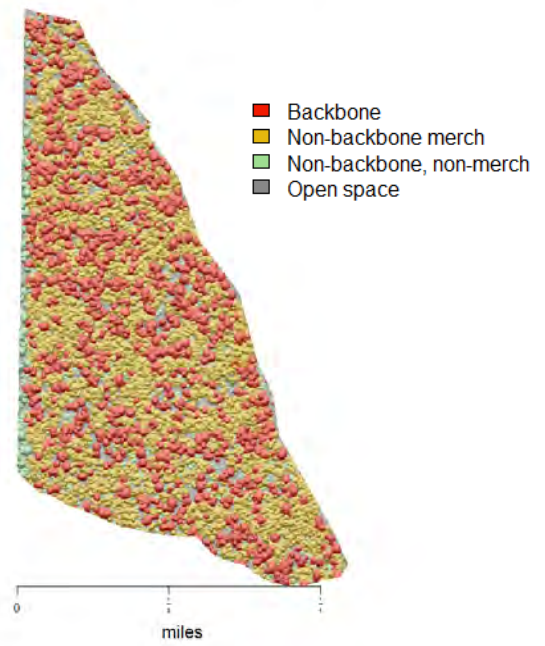 Backbone
Non-backbone merch
Non-backbone, non-merch
Open space
0
miles